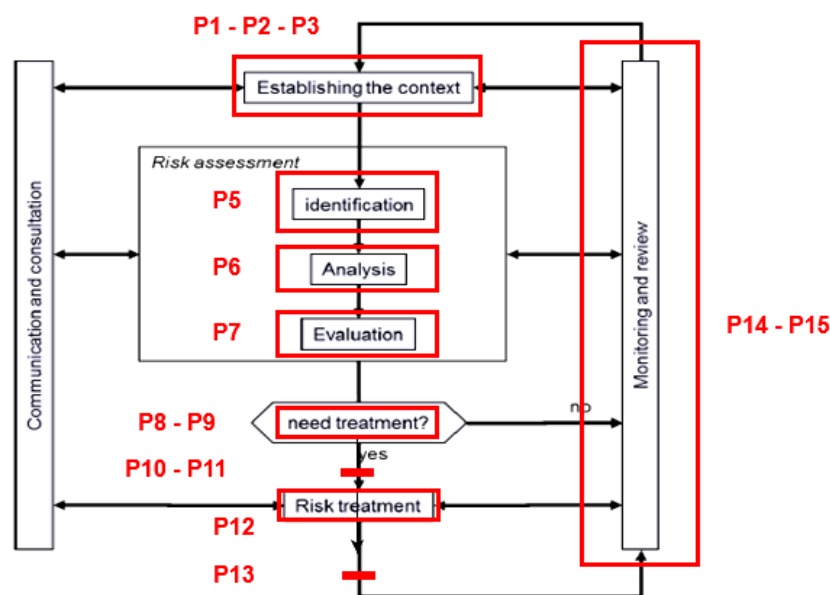 P1 - P2 - P3
Establishing the context
Risk assessment
P5
identification
P6
Analysis
P7
Evaluation
Communication and consultation
Monitoring and review
P14 - P15
P8 - P9
need treatment?
no
yes
P10 - P11
Risk treatment
P12
P13